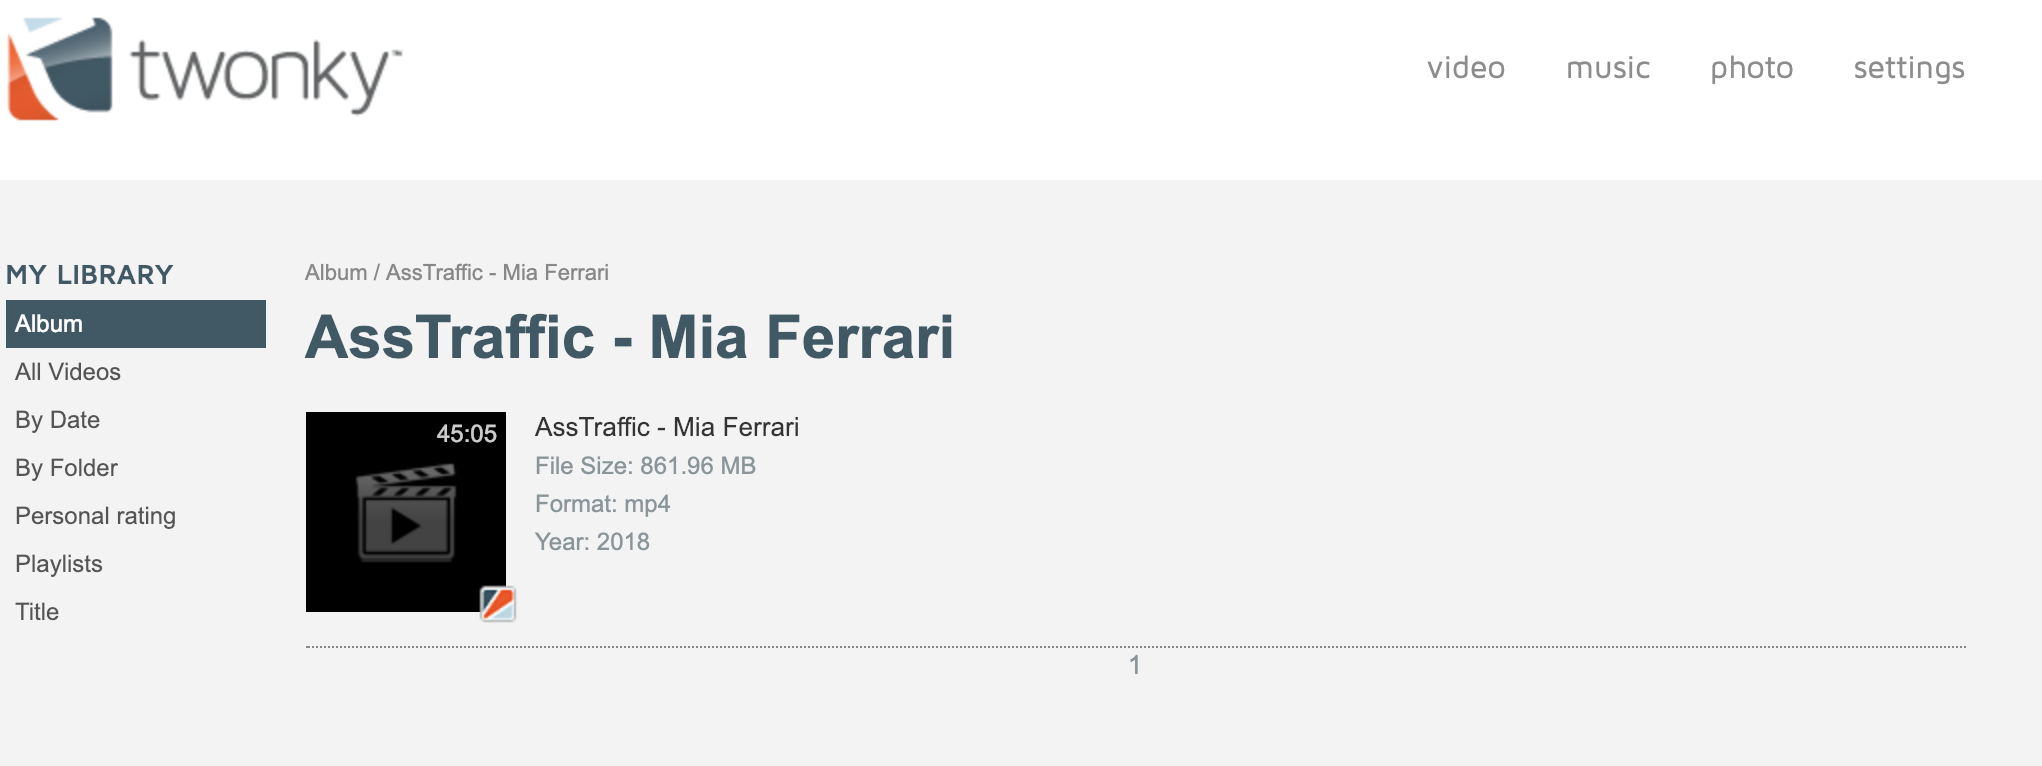 twonky™
video music photo settings
MY LIBRARY
Album
All Videos
By Date
By Folder
Personal rating
Playlists
Title
Album / AssTraffic - Mia Ferrari
AssTraffic - Mia Ferrari
45:05
AssTraffic - Mia Ferrari
File Size: 861.96 MB
Format: mp4
Year: 2018
1